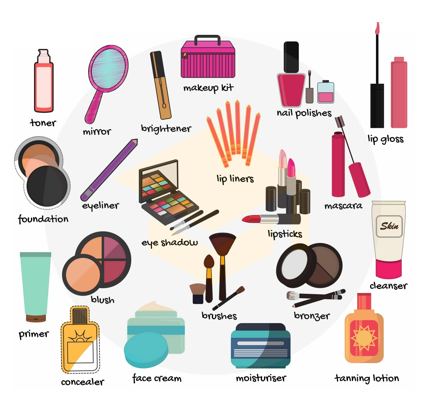 toner
mirror
brightener
makeup kit
nail polishes
lip gloss
foundation
eyeliner
eye shadow
lip liners
lipsticks
mascara
Skin
cleanser
primer
blush
brushes
bronzer
concealer
face cream
moisturiser
tanning lotion